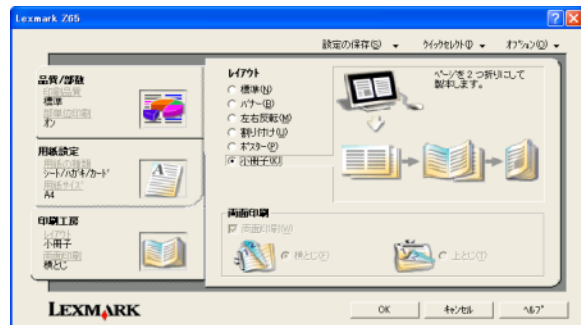 Lexmark Z65
設定の保存(S) クイックセレクト(I) オプション(O)
品質/部数
印刷品質
標準
部単位印刷
オン
用紙設定
用紙の種類
シート/ハガキ/カード
用紙サイズ
A4
印刷工房
レイアウト
小冊子
両面印刷
横とじ
レイアウト
標準(N)
バナー(B)
左右反転(M)
割り付け(U)
ポスター(P)
小冊子(K)
ページを2つ折りにして
製本します。
両面印刷
両面印刷(W)
横とじ(E)
上とじ(T)
LEXMARK
OK キャンセル ヘルプ